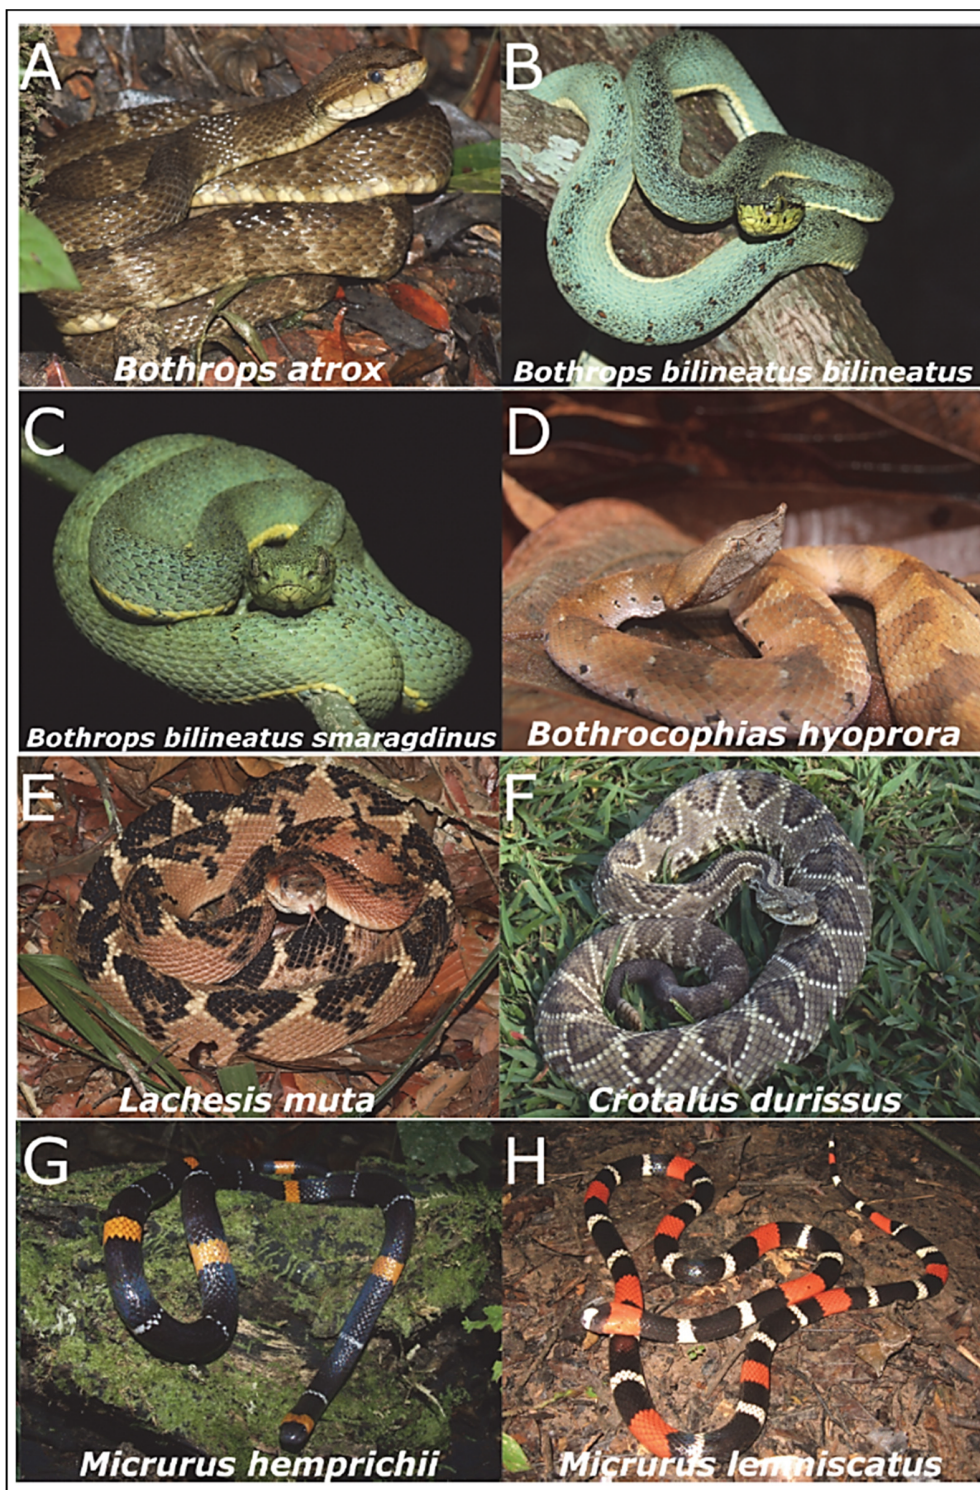 A
Bothrops atrox
B
Bothrops bilineatus bilineatus
C
Bothrops bilineatus smaragdinus
D
Bothrocophias hyoprora
E
Lachesis muta
F
Crotalus durissus
G
Micrurus hemprichii
H
Micrurus lemniscatus